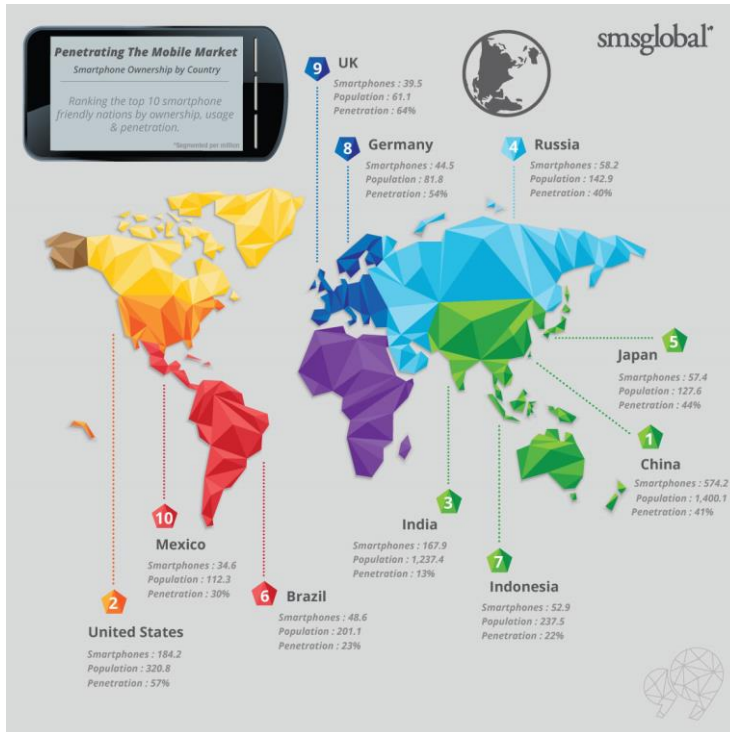 Penetrating The Mobile Market
Smartphone Ownership by Country
Ranking the top 10 smartphone
friendly nations by ownership, usage
& penetration.
*Segmented per million
smsglobal
9
UK
Smartphones : 39.5
Population : 61.1
Penetration : 64%
8
Germany
Smartphones : 44.5
Population : 81.8
Penetration : 54%
4
Russia
Smartphones : 58.2
Population : 142.9
Penetration : 40%
5
Japan
Smartphones : 57.4
Population : 127.6
Penetration : 44%
1
China
Smartphones : 574.2
Population : 1,400.1
Penetration : 41%
3
India
Smartphones : 167.9
Population : 1,237.4
Penetration : 13%
7
Indonesia
Smartphones : 52.9
Population : 237.5
Penetration : 22%
10
Mexico
Smartphones : 34.6
Population : 112.3
Penetration : 30%
6
Brazil
Smartphones : 48.6
Population : 201.1
Penetration : 23%
2
United States
Smartphones : 184.2
Population : 320.8
Penetration : 57%